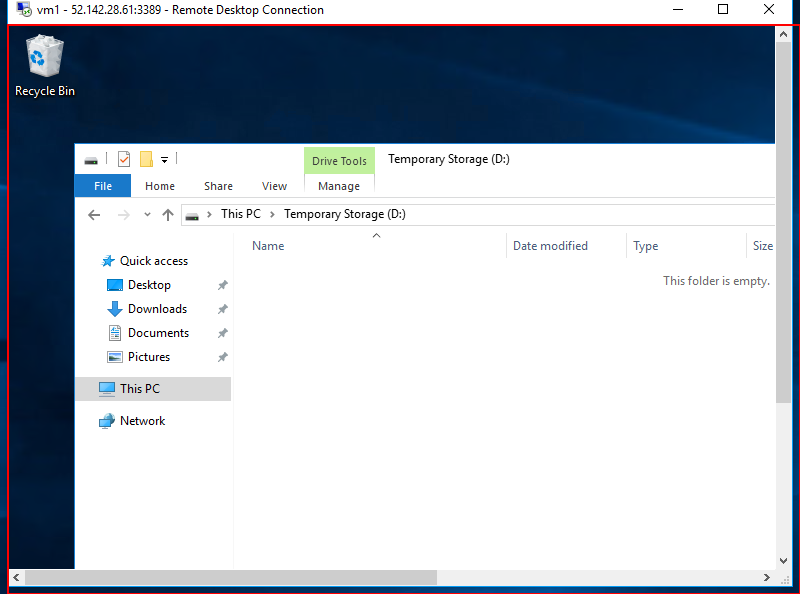 vm1 - 52.142.28.61:3389 - Remote Desktop Connection
Recycle Bin
Drive Tools
Temporary Storage (D:)
File
Home
Share
View
Manage
This PC
Temporary Storage (D:)
Name
Date modified
Type
Size
This folder is empty.
Quick access
Desktop
Downloads
Documents
Pictures
This PC
Network